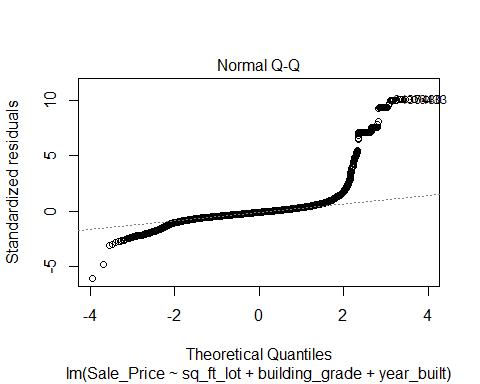 Normal Q-Q
Standardized residuals
10
5
0
-5
-4
-2
0
2
4
Theoretical Quantiles
lm(Sale_Price ~ sq_ft_lot + building_grade + year_built)